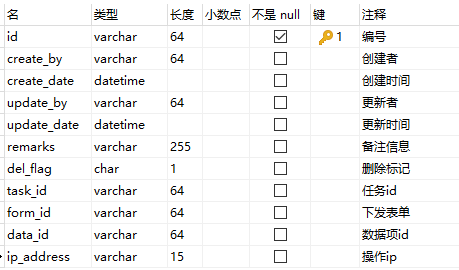 名 类型 长度 小数点 不是 null 键 注释
id varchar 64 1 编号
create_by varchar 64 创建者
create_date datetime 创建时间
update_by varchar 64 更新者
update_date datetime 更新时间
remarks varchar 255 备注信息
del_flag char 1 删除标记
task_id varchar 64 任务id
form_id varchar 64 下发表单
data_id varchar 64 数据项id
ip_address varchar 15 操作ip